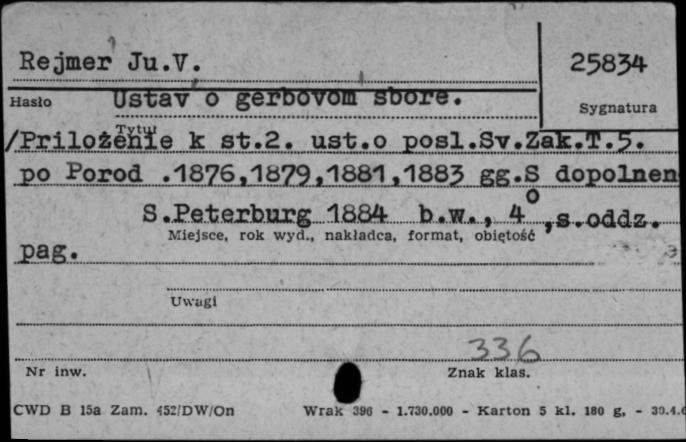 Rejmer Ju.V.
25834
Hasło
Ustav o gerbovom sbore.
Sygnatura
Tytuł
/Priloženie k st.2. ust.o posl.Sv.Zak.T.5.
po Porod .1876,1879,1881,1883 gg.S dopolnen
S.Peterburg 1884 b.w., 4°,s.oddz.
Miejsce, rok wyd., nakładca, format, objętość
pag.
Uwagi
336
Nr inw.
Znak klas.
CWD B 15a Zam. 452/DW/On
Wrak 396 - 1.730.000 - Karton 5 kl. 180 g, - 30.4.